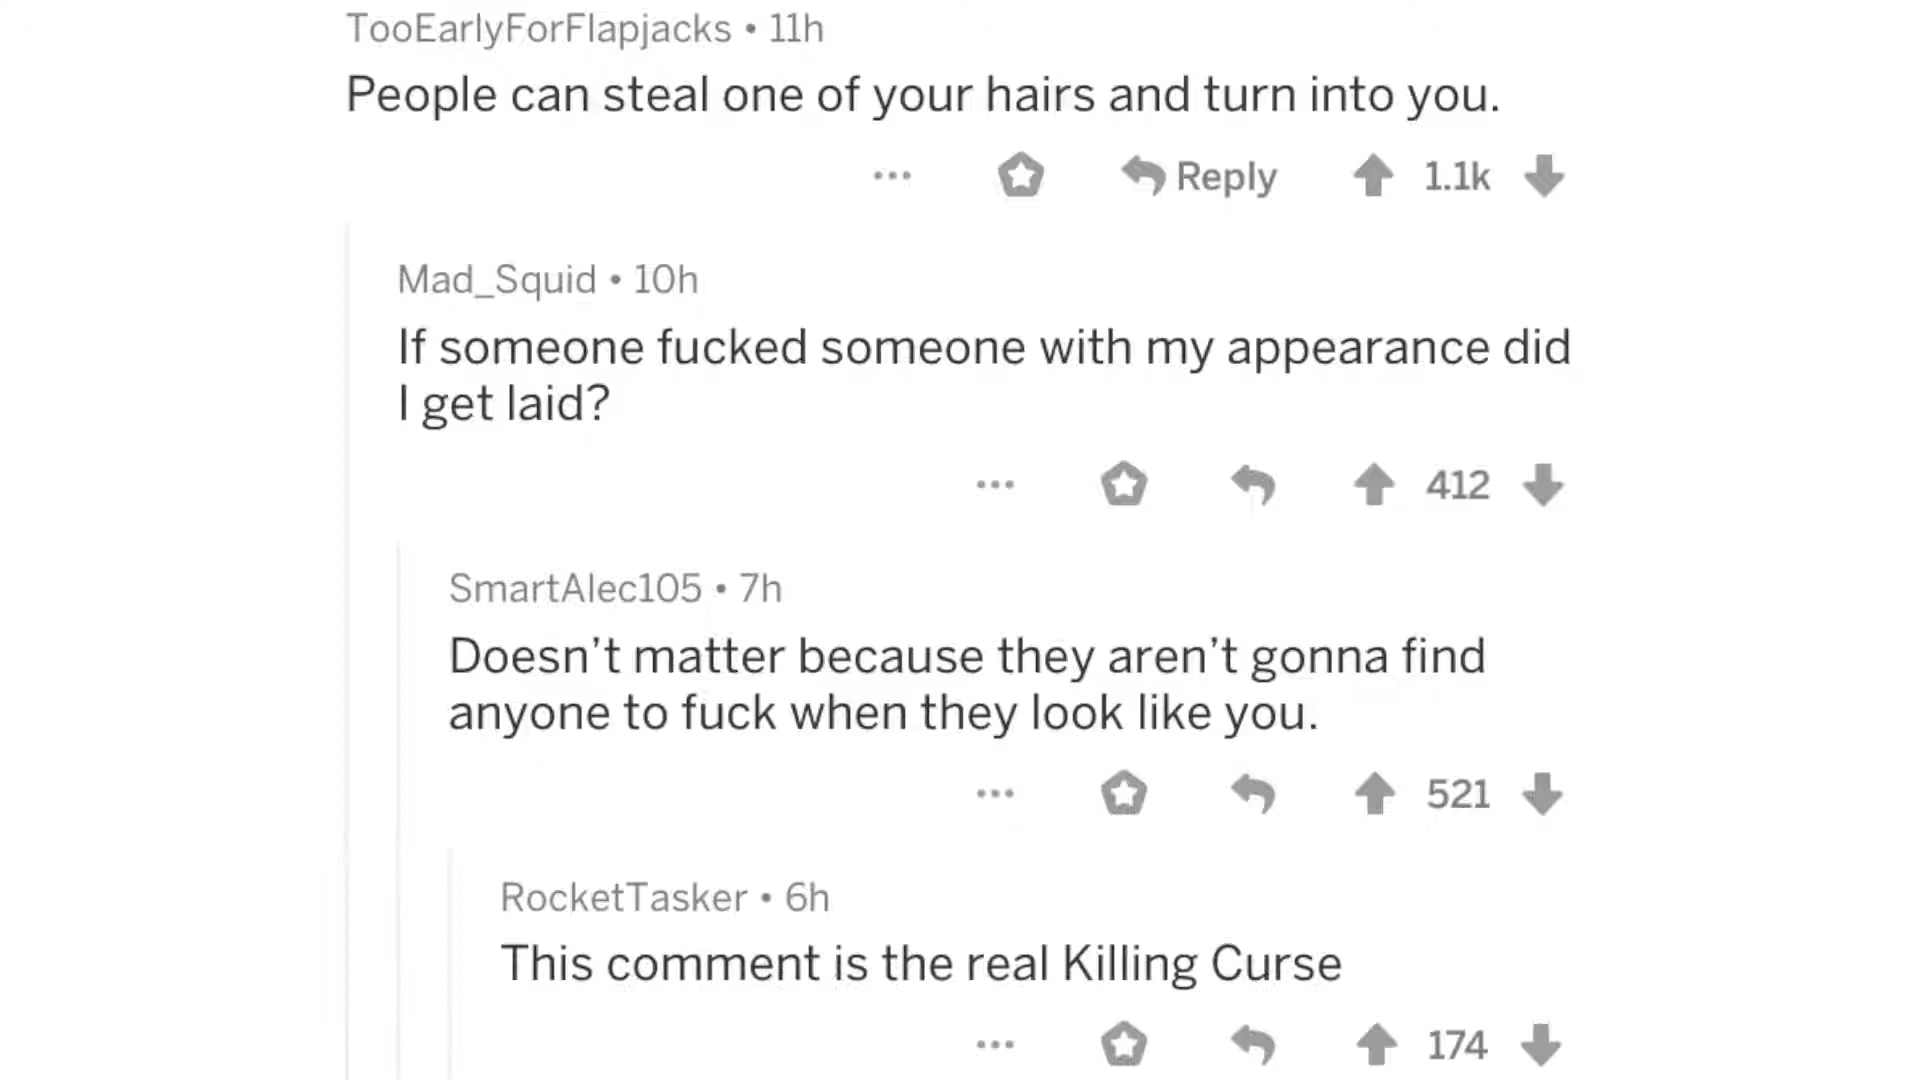 TooEarlyForFlapjacks • 11h
People can steal one of your hairs and turn into you.
... Reply 1.1k
Mad_Squid • 10h
If someone fucked someone with my appearance did
I get laid?
... 412
SmartAlec105 • 7h
Doesn't matter because they aren't gonna find
anyone to fuck when they look like you.
... 521
RocketTasker • 6h
This comment is the real Killing Curse
... 174